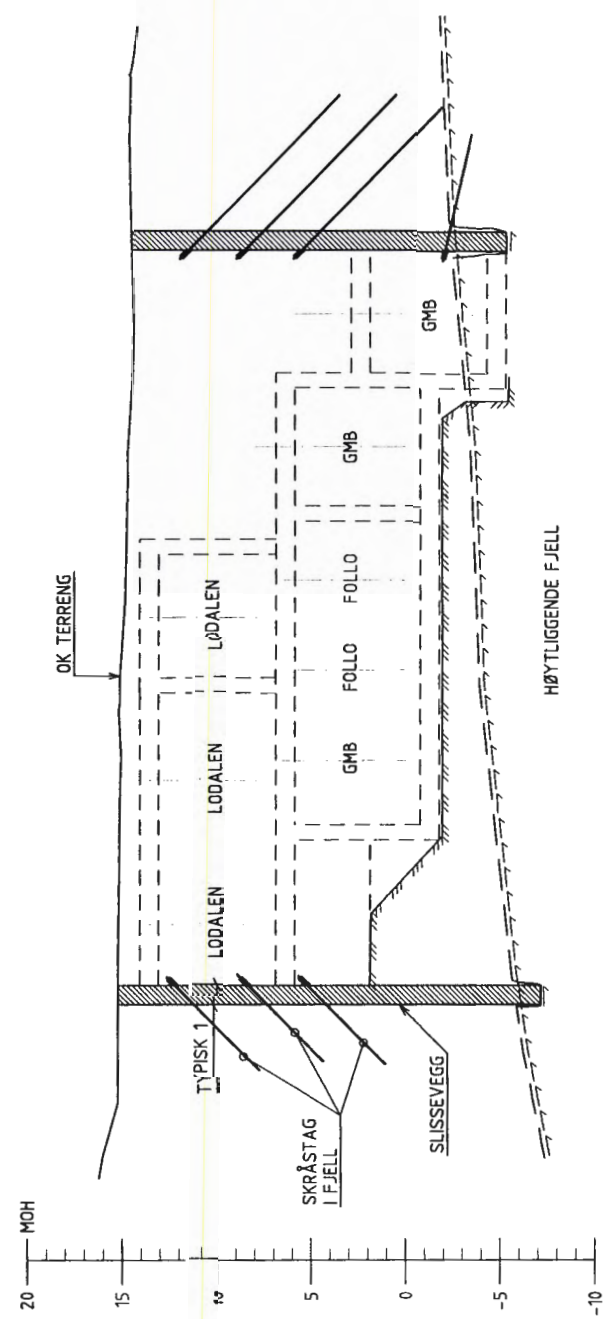 OK TERRENG
LODALEN
LODALEN
LODALEN
GMB
FOLLO
FOLLO
GMB
GMB
HØYTLIGGENDE FJELL
TYPISK 1
SKRÅSTAG
I FJELL
SLISSEVEGG
MOH
20
15
10
5
0
-5
-10